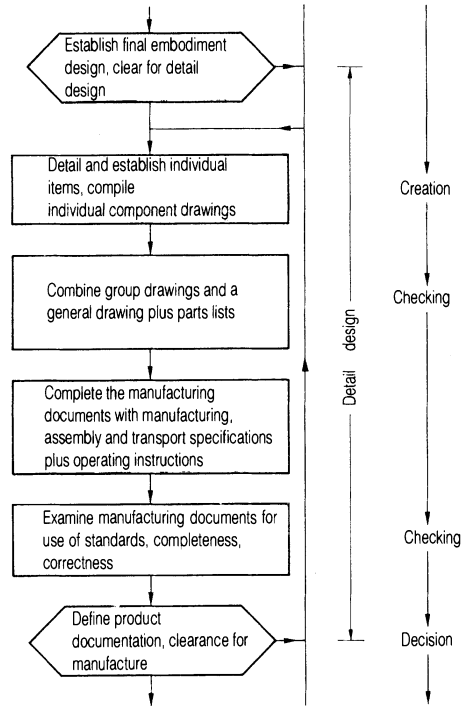 Establish final embodiment
design, clear for detail
design
Detail and establish individual
items, compile
individual component drawings
Creation
Combine group drawings and a
general drawing plus parts lists
Checking
Detail design
Complete the manufacturing
documents with manufacturing,
assembly and transport specifications
plus operating instructions
Examine manufacturing documents for
use of standards, completeness,
correctness
Checking
Define product
documentation, clearance for
manufacture
Decision